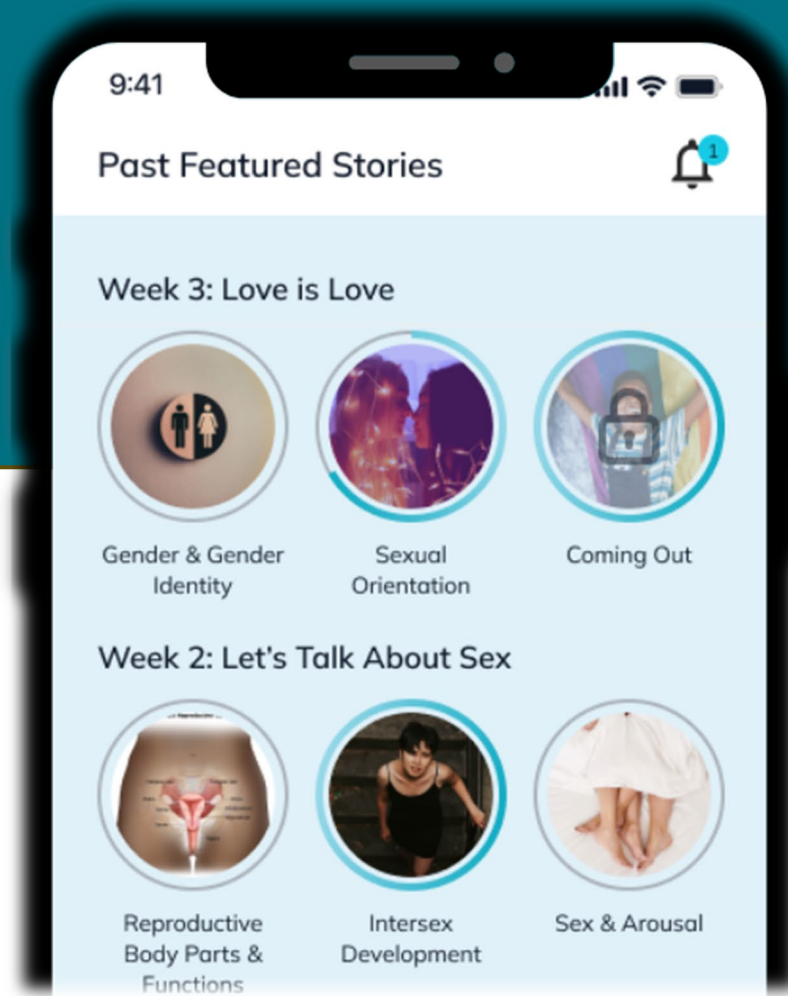 9:41
Past Featured Stories
1
Week 3: Love is Love
Gender & Gender
Identity
Sexual
Orientation
Coming Out
Week 2: Let's Talk About Sex
Reproductive
Body Parts &
Functions
Intersex
Development
Sex & Arousal